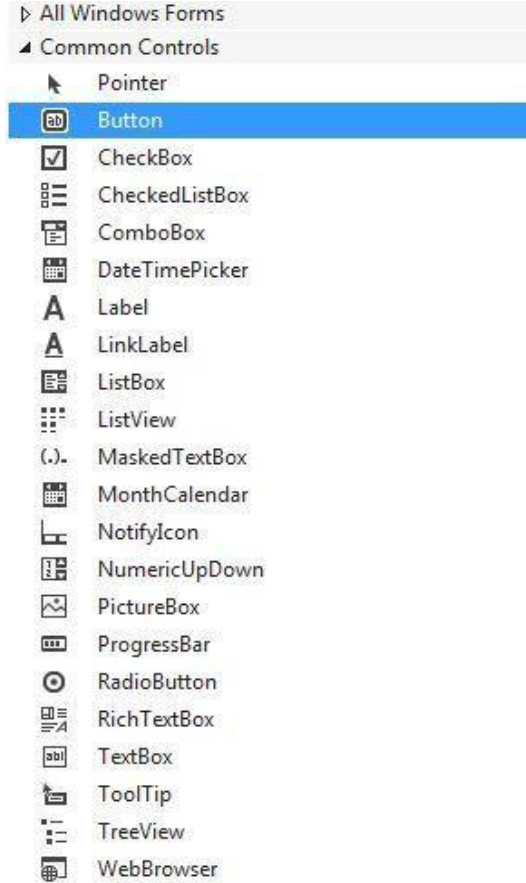 All Windows Forms
Common Controls
Pointer
Button
CheckBox
CheckedListBox
ComboBox
DateTimePicker
Label
LinkLabel
ListBox
ListView
MaskedTextBox
MonthCalendar
NotifyIcon
NumericUpDown
PictureBox
ProgressBar
RadioButton
RichTextBox
TextBox
ToolTip
TreeView
WebBrowser